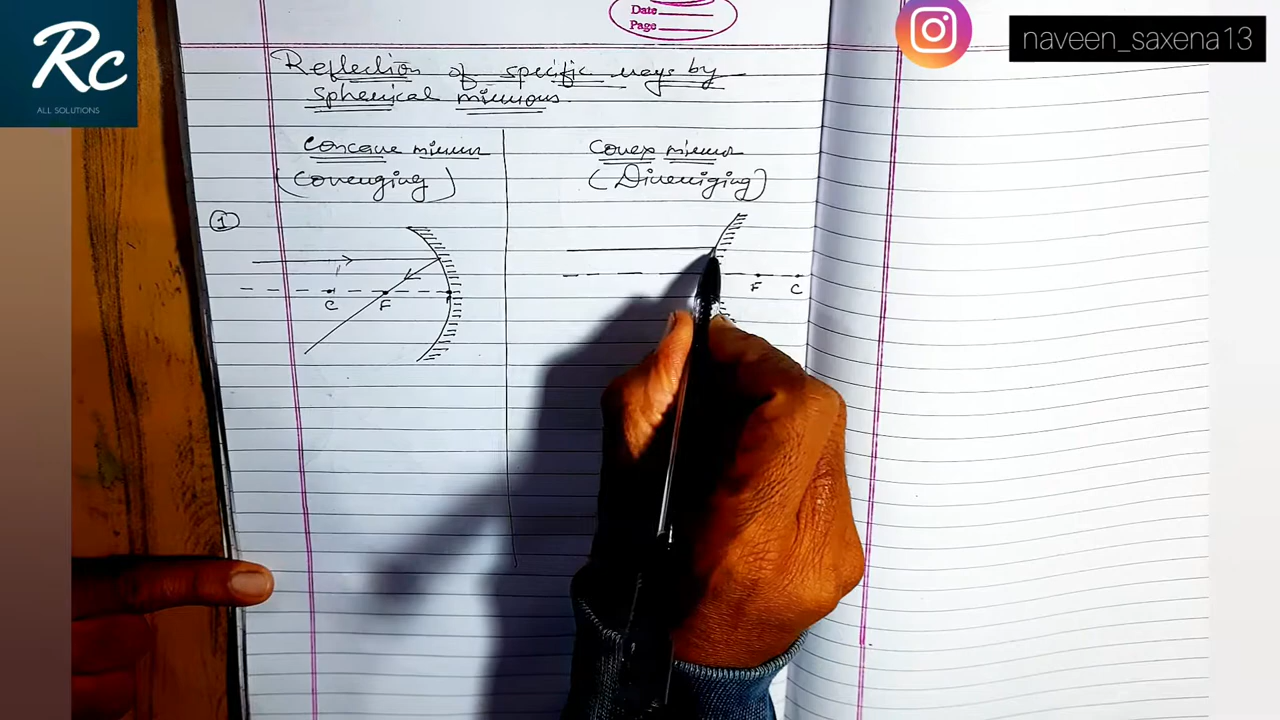 Rc
ALL SOLUTIONS
naveen_saxena13
Date
Page
Reflection of specific rays by
spherical mirrors.
Concave mirror
(Converging)
Convex mirror
(Diverniging)
1
C
F
F
C